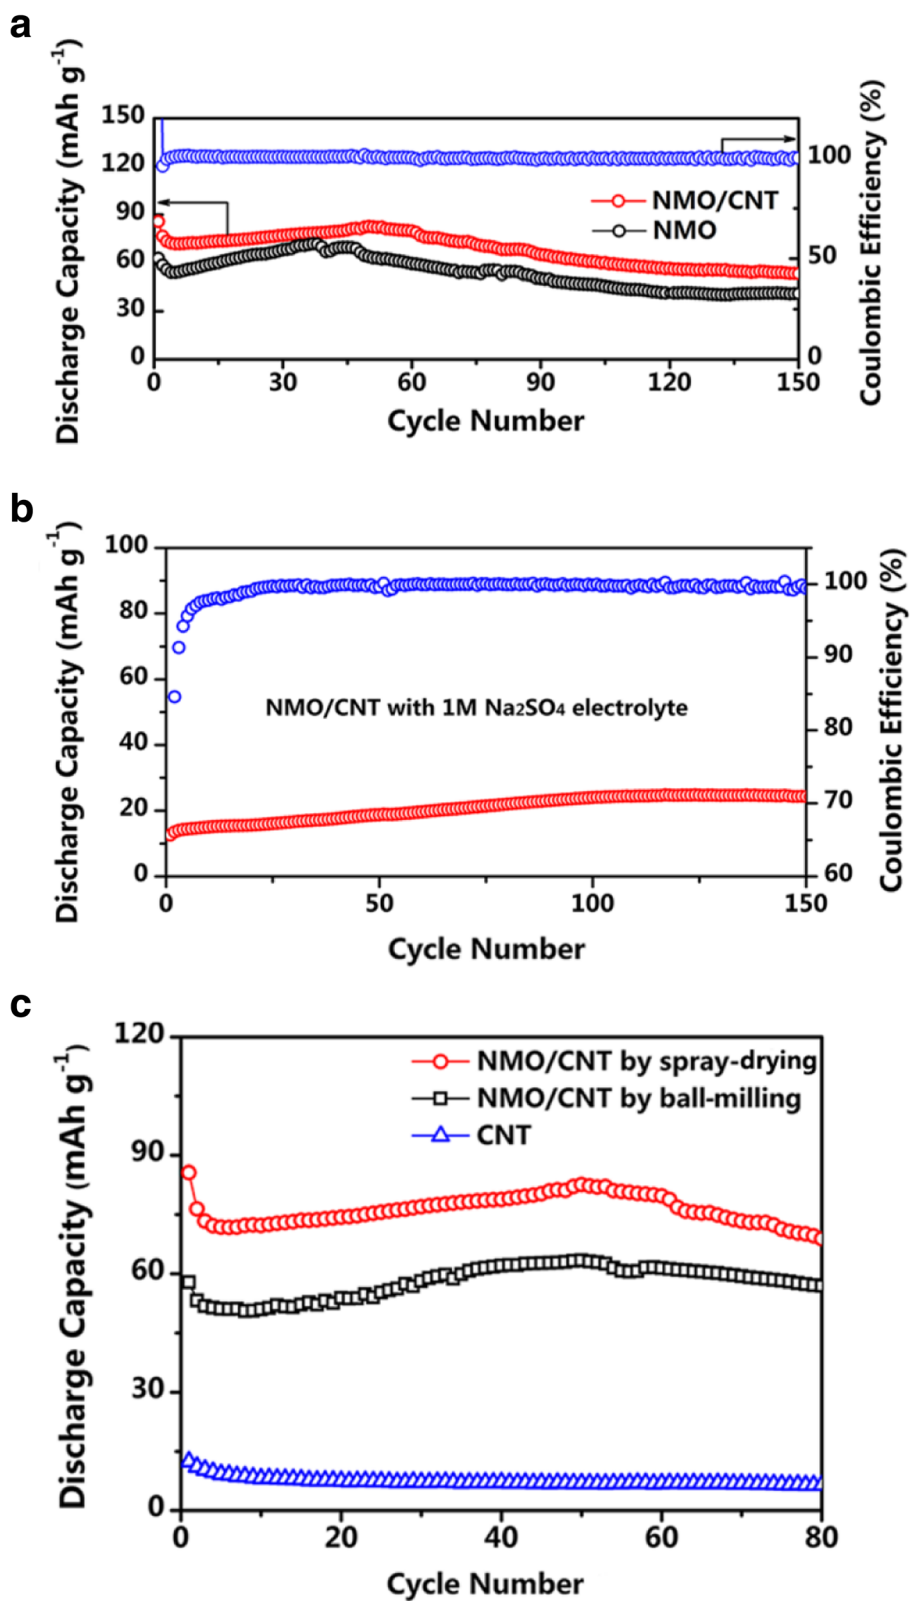 a
Discharge Capacity (mAh g⁻¹)
150
120
90
60
30
0
100
50
0
Coulombic Efficiency (%)
NMO/CNT
NMO
0 30 60 90 120 150
Cycle Number
b
Discharge Capacity (mAh g⁻¹)
100
80
60
40
20
0
100
90
80
70
60
Coulombic Efficiency (%)
NMO/CNT with 1M Na₂SO₄ electrolyte
0 50 100 150
Cycle Number
c
Discharge Capacity (mAh g⁻¹)
120
90
60
30
0
NMO/CNT by spray-drying
NMO/CNT by ball-milling
CNT
0 20 40 60 80
Cycle Number